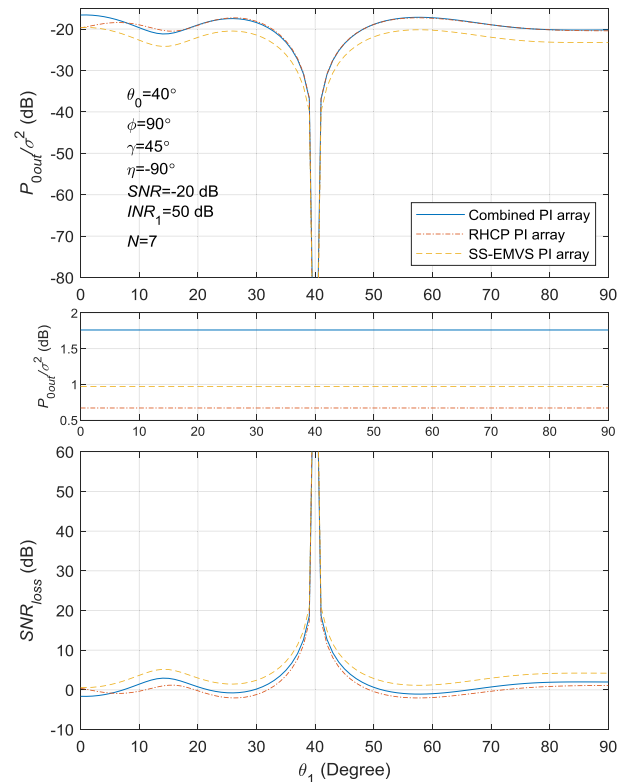 -20
-30
-40
-50
-60
-70
-80
P0out/σ² (dB)
θ0=40°
ϕ=90°
γ=45°
η=-90°
SNR=-20 dB
INR1=50 dB
N=7
Combined PI array
RHCP PI array
SS-EMVS PI array
0 10 20 30 40 50 60 70 80 90
2
1.5
1
0.5
P0out/σ² (dB)
0 10 20 30 40 50 60 70 80 90
60
50
40
30
20
10
0
-10
SNRloss (dB)
0 10 20 30 40 50 60 70 80 90
θ1 (Degree)